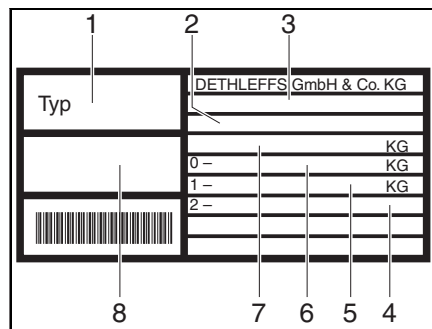 1 2 3
DETHLEFFS GmbH & Co. KG
Typ
KG
0 – KG
1 – KG
2 –
8 7 6 5 4